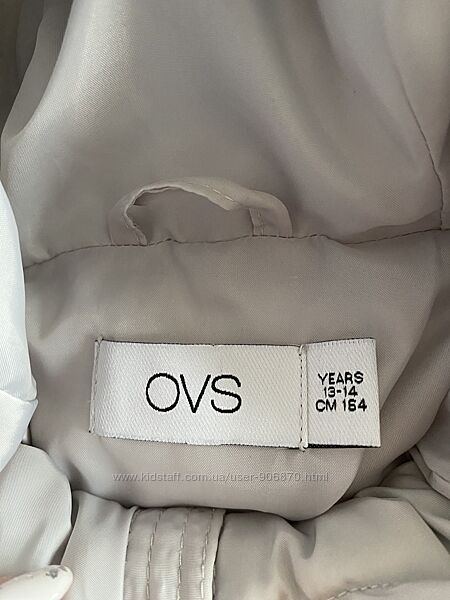 OVS
YEARS
13-14
CM 164
www.kidstaff.com.ua/user-906870.html